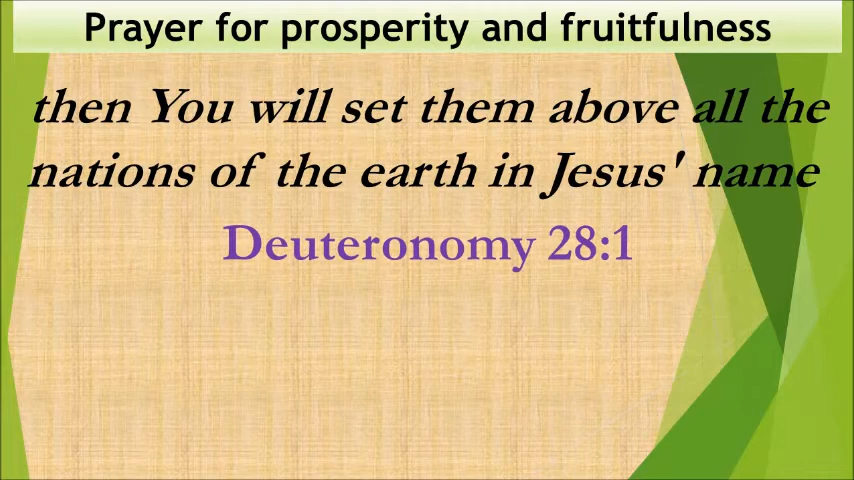 Prayer for prosperity and fruitfulness
then You will set them above all the
nations of the earth in Jesus' name
Deuteronomy 28:1